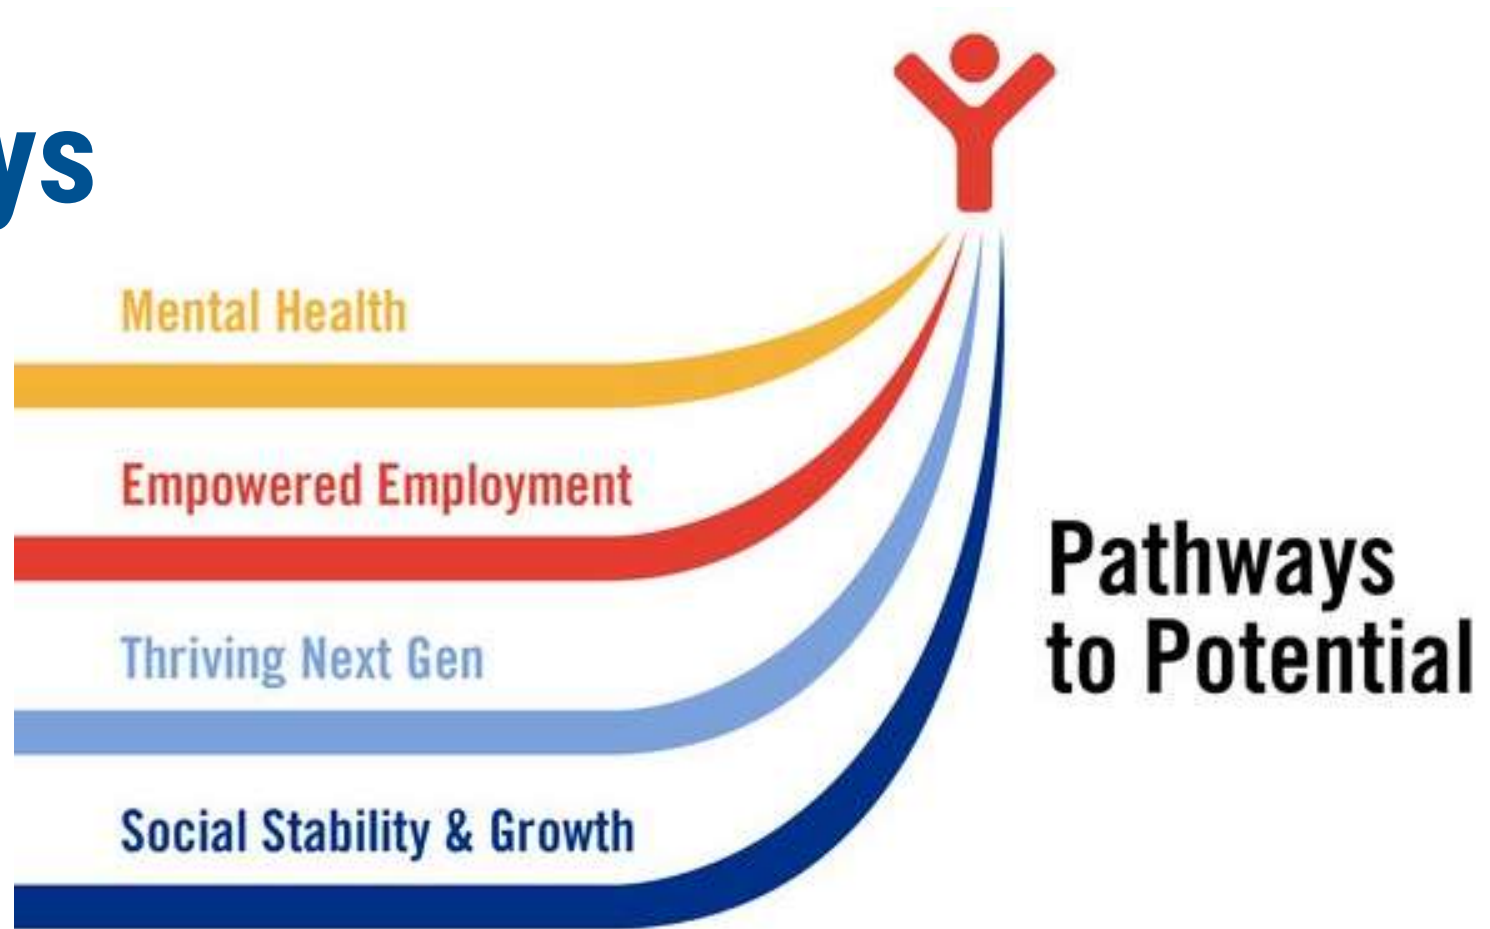 ys
Mental Health
Empowered Employment
Thriving Next Gen
Social Stability & Growth
Pathways
to Potential